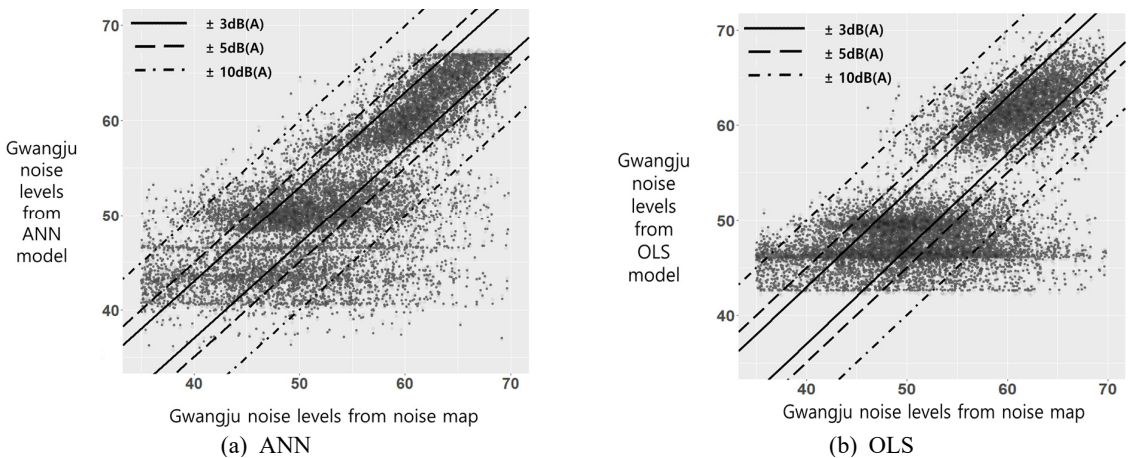 70
± 3dB(A)
± 5dB(A)
± 10dB(A)
60
50
40
Gwangju
noise
levels
from
ANN
model
40 50 60 70
Gwangju noise levels from noise map
(a) ANN
70
± 3dB(A)
± 5dB(A)
± 10dB(A)
60
50
40
Gwangju
noise
levels
from
OLS
model
40 50 60 70
Gwangju noise levels from noise map
(b) OLS